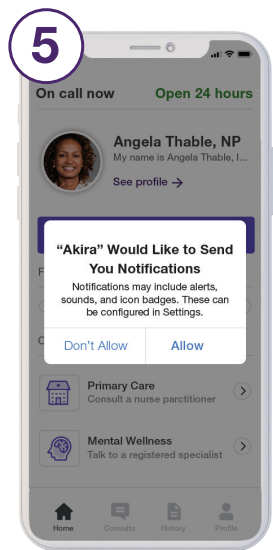 5
On call now Open 24 hours
Angela Thable, NP
My name is Angela Thable, I...
See profile →
“Akira” Would Like to Send
You Notifications
Notifications may include alerts,
sounds, and icon badges. These can
be configured in Settings.
Don't Allow Allow
Primary Care
Consult a nurse parctitioner
Mental Wellness
Talk to a registered specialist
Home Consults History Profile